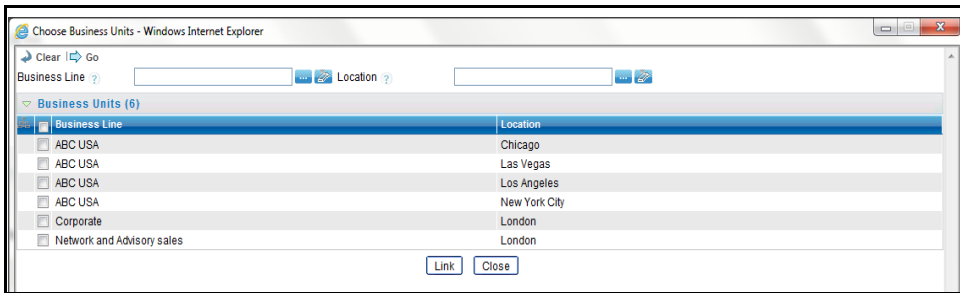 Choose Business Units - Windows Internet Explorer
Clear | Go
Business Line ? ... Location ? ...
Business Units (6)
Business Line Location
ABC USA Chicago
ABC USA Las Vegas
ABC USA Los Angeles
ABC USA New York City
Corporate London
Network and Advisory sales London
Link Close